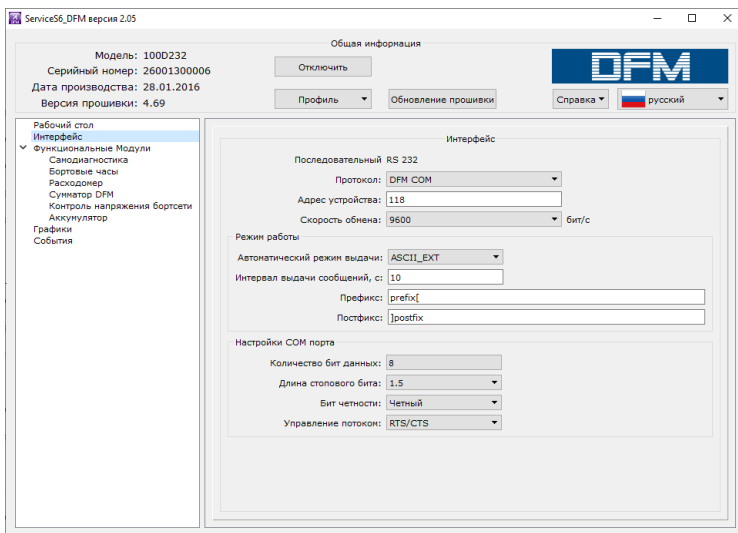 ServiceS6_DFM версия 2.05
Общая информация
Модель: 100D232
Серийный номер: 26001300006
Дата производства: 28.01.2016
Версия прошивки: 4.69
Отключить
Профиль
Обновление прошивки
DFM
Справка
русский
Рабочий стол
Интерфейс
Функциональные Модули
Самодиагностика
Бортовые часы
Расходомер
Сумматор DFM
Контроль напряжения бортсети
Аккумулятор
Графики
События
Интерфейс
Последовательный RS 232
Протокол: DFM COM
Адрес устройства: 118
Скорость обмена: 9600 бит/с
Режим работы
Автоматический режим выдачи: ASCII_EXT
Интервал выдачи сообщений, с: 10
Префикс: prefix[
Постфикс: ]postfix
Настройки COM порта
Количество бит данных: 8
Длина стопового бита: 1.5
Бит четности: Четный
Управление потоком: RTS/CTS